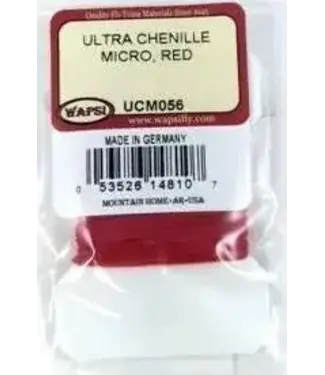 Quality Fly Tying Materials Since 1945
ULTRA CHENILLE
MICRO, RED
WAPSI
UCM056
www.wapsifly.com
MADE IN GERMANY
0 53526 14810 7
MOUNTAIN HOME•AR•USA